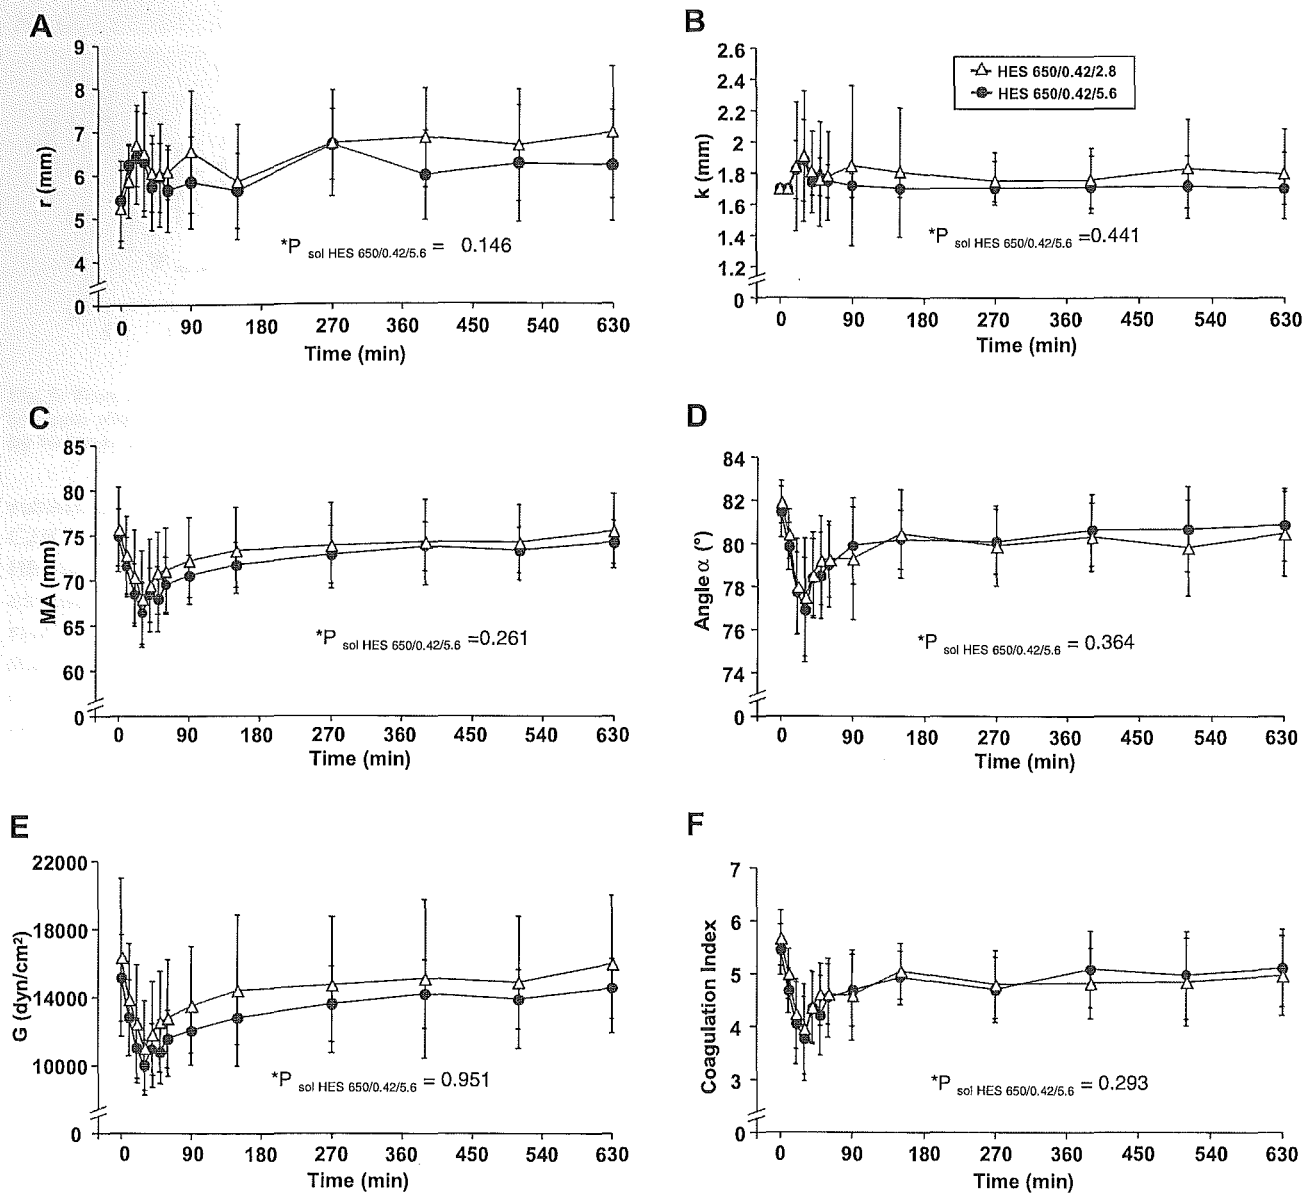 A
r (mm)
9
8
7
6
5
4
0
*P sol HES 650/0.42/5.6 = 0.146
0 90 180 270 360 450 540 630
Time (min)
B
k (mm)
2.6
2.4
2.2
2.0
1.8
1.6
1.4
1.2
0
HES 650/0.42/2.8
HES 650/0.42/5.6
*P sol HES 650/0.42/5.6 =0.441
0 90 180 270 360 450 540 630
Time (min)
C
MA (mm)
85
80
75
70
65
60
0
*P sol HES 650/0.42/5.6 =0.261
0 90 180 270 360 450 540 630
Time (min)
D
Angle α (°)
84
82
80
78
76
74
0
*P sol HES 650/0.42/5.6 = 0.364
0 90 180 270 360 450 540 630
Time (min)
E
G (dyn/cm²)
22000
18000
14000
10000
0
*P sol HES 650/0.42/5.6 = 0.951
0 90 180 270 360 450 540 630
Time (min)
F
Coagulation Index
7
6
5
4
3
0
*P sol HES 650/0.42/5.6 = 0.293
0 90 180 270 360 450 540 630
Time (min)